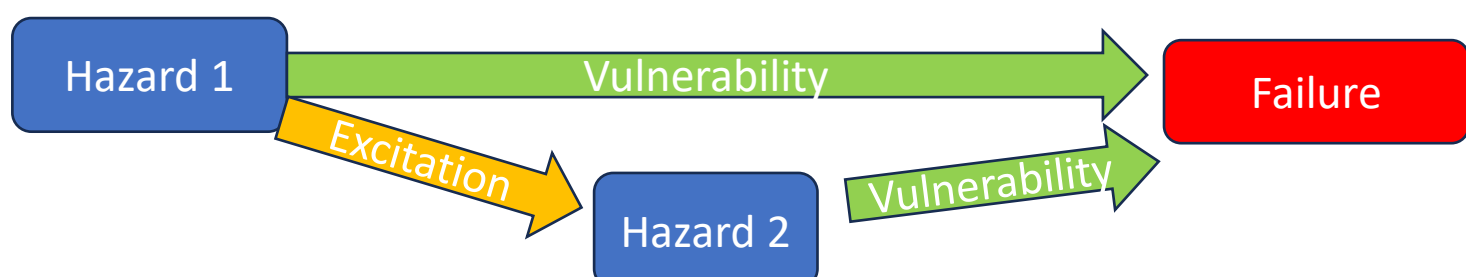 Hazard 1
Vulnerability
Failure
Excitation
Vulnerability
Hazard 2